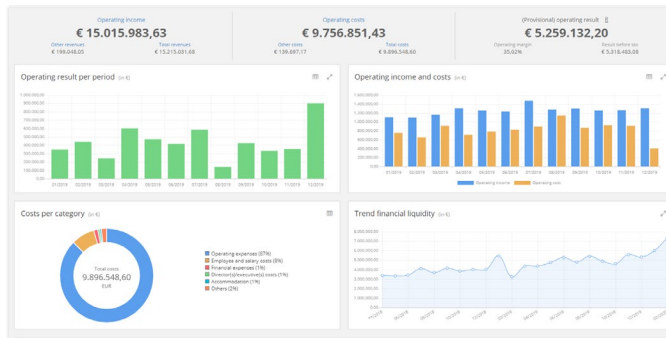 Operating income
Operating costs
(Provisional) operating result
€ 15.015.983,63
€ 9.756.851,43
€ 5.259.132,20
Other revenues
Total revenues
Other costs
Total costs
Operating margin
Result before tax
€ 199.048,05
€ 15.215.031,68
€ 139.697,17
€ 9.896.548,60
35,02%
€ 5.318.483,08
Operating result per period (in €)
Operating income and costs (in €)
1.000.000,00
900.000,00
800.000,00
700.000,00
600.000,00
500.000,00
400.000,00
300.000,00
200.000,00
100.000,00
0,00
01/2019 02/2019 03/2019 04/2019 05/2019 06/2019 07/2019 08/2019 09/2019 10/2019 11/2019 12/2019
1.600.000,00
1.400.000,00
1.200.000,00
1.000.000,00
800.000,00
600.000,00
400.000,00
200.000,00
0,00
01/2019 02/2019 03/2019 04/2019 05/2019 06/2019 07/2019 08/2019 09/2019 10/2019 11/2019 12/2019
Operating income
Operating cost
Costs per category (in €)
Total costs
9.896.548,60
EUR
Operating expenses (87%)
Employee and salary costs (8%)
Financial expenses (1%)
Director(s)/executive(s) costs (1%)
Accommodation (1%)
Others (2%)
Trend financial liquidity (in €)
8.000.000,00
7.000.000,00
6.000.000,00
5.000.000,00
4.000.000,00
3.000.000,00
2.000.000,00
1.000.000,00
0,00